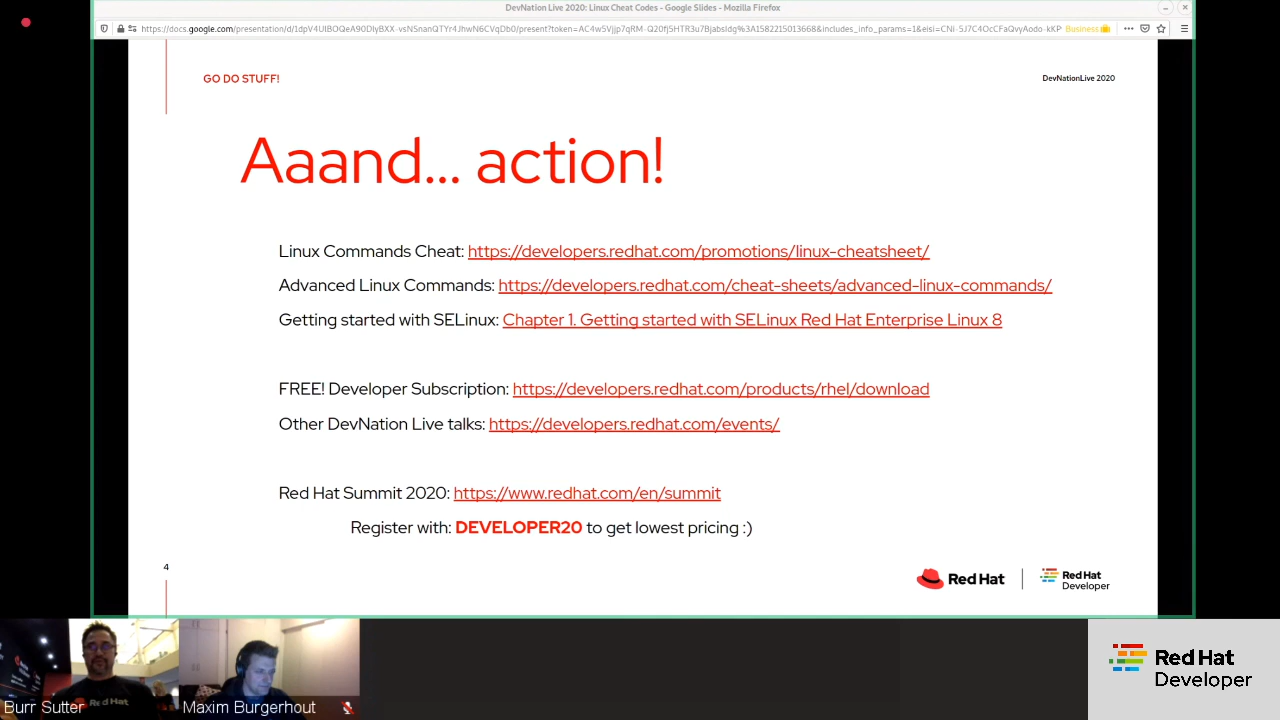 DevNation Live 2020: Linux Cheat Codes - Google Slides - Mozilla Firefox
Business
GO DO STUFF!
DevNationLive 2020
Aaand... action!
Linux Commands Cheat: https://developers.redhat.com/promotions/linux-cheatsheet/
Advanced Linux Commands: https://developers.redhat.com/cheat-sheets/advanced-linux-commands/
Getting started with SELinux: Chapter 1. Getting started with SELinux Red Hat Enterprise Linux 8
FREE! Developer Subscription: https://developers.redhat.com/products/rhel/download
Other DevNation Live talks: https://developers.redhat.com/events/
Red Hat Summit 2020: https://www.redhat.com/en/summit
Register with: DEVELOPER20 to get lowest pricing :)
4
Red Hat
Red Hat
Developer
Red Hat
Burr Sutter
Maxim Burgerhout
Red Hat
Developer